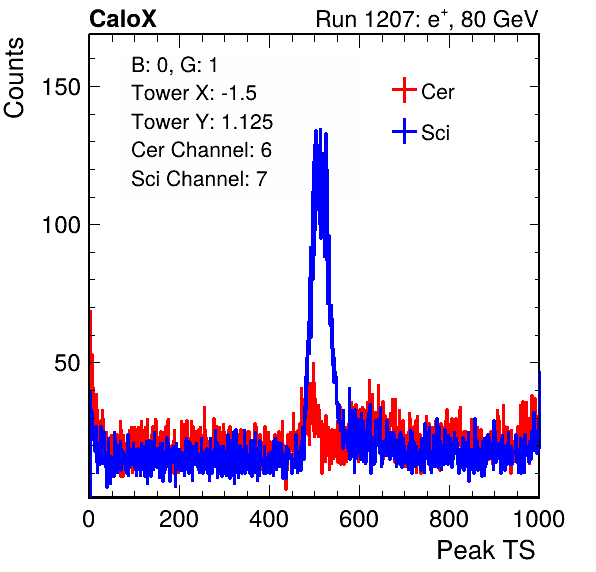 CaloX
Run 1207: e+, 80 GeV
Counts
B: 0, G: 1
Tower X: -1.5
Tower Y: 1.125
Cer Channel: 6
Sci Channel: 7
Cer
Sci
150
100
50
0 200 400 600 800 1000
Peak TS